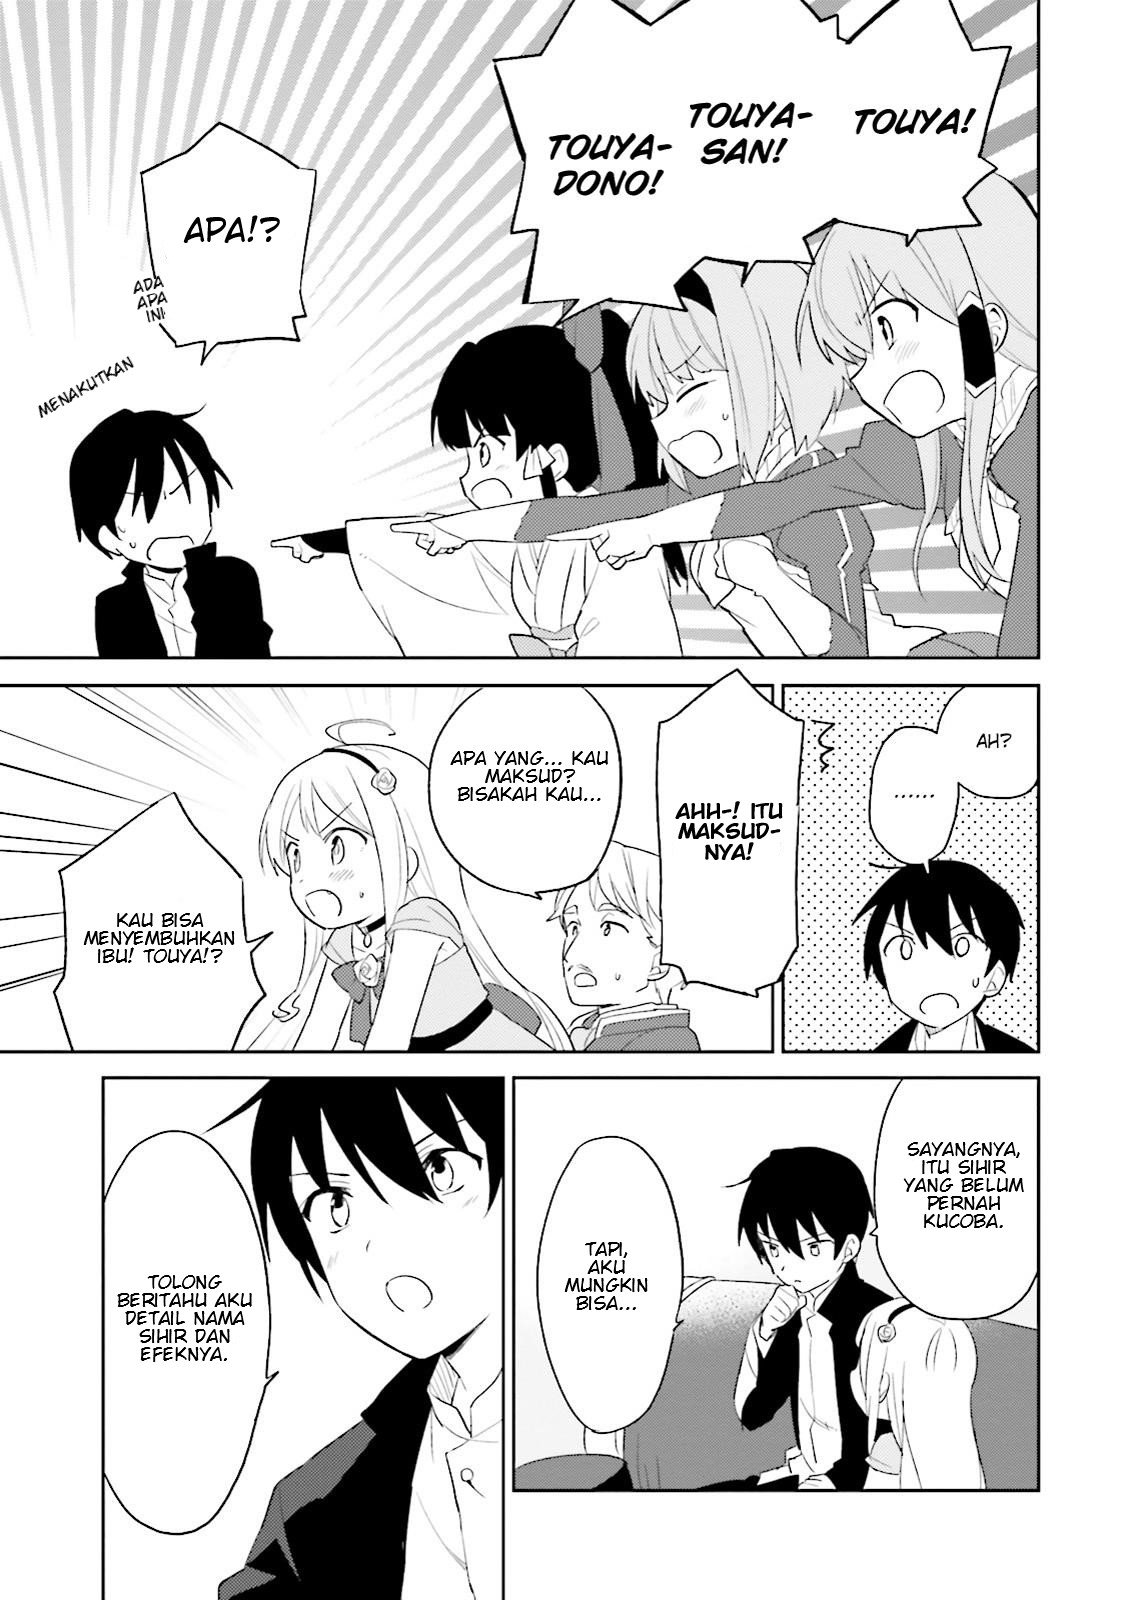 TOUYA!
TOUYA-
SAN!
TOUYA-
DONO!
APA!?
ADA
APA
INI
MENAKUTKAN
AH?
......
AHH-! ITU
MAKSUD-
NYA!
APA YANG... KAU
MAKSUD?
BISAKAH KAU...
KAU BISA
MENYEMBUHKAN
IBU! TOUYA!?
SAYANGNYA,
ITU SIHIR
YANG BELUM
PERNAH
KUCOBA.
TAPI,
AKU
MUNGKIN
BISA...
TOLONG
BERITAHU AKU
DETAIL NAMA
SIHIR DAN
EFEKNYA.